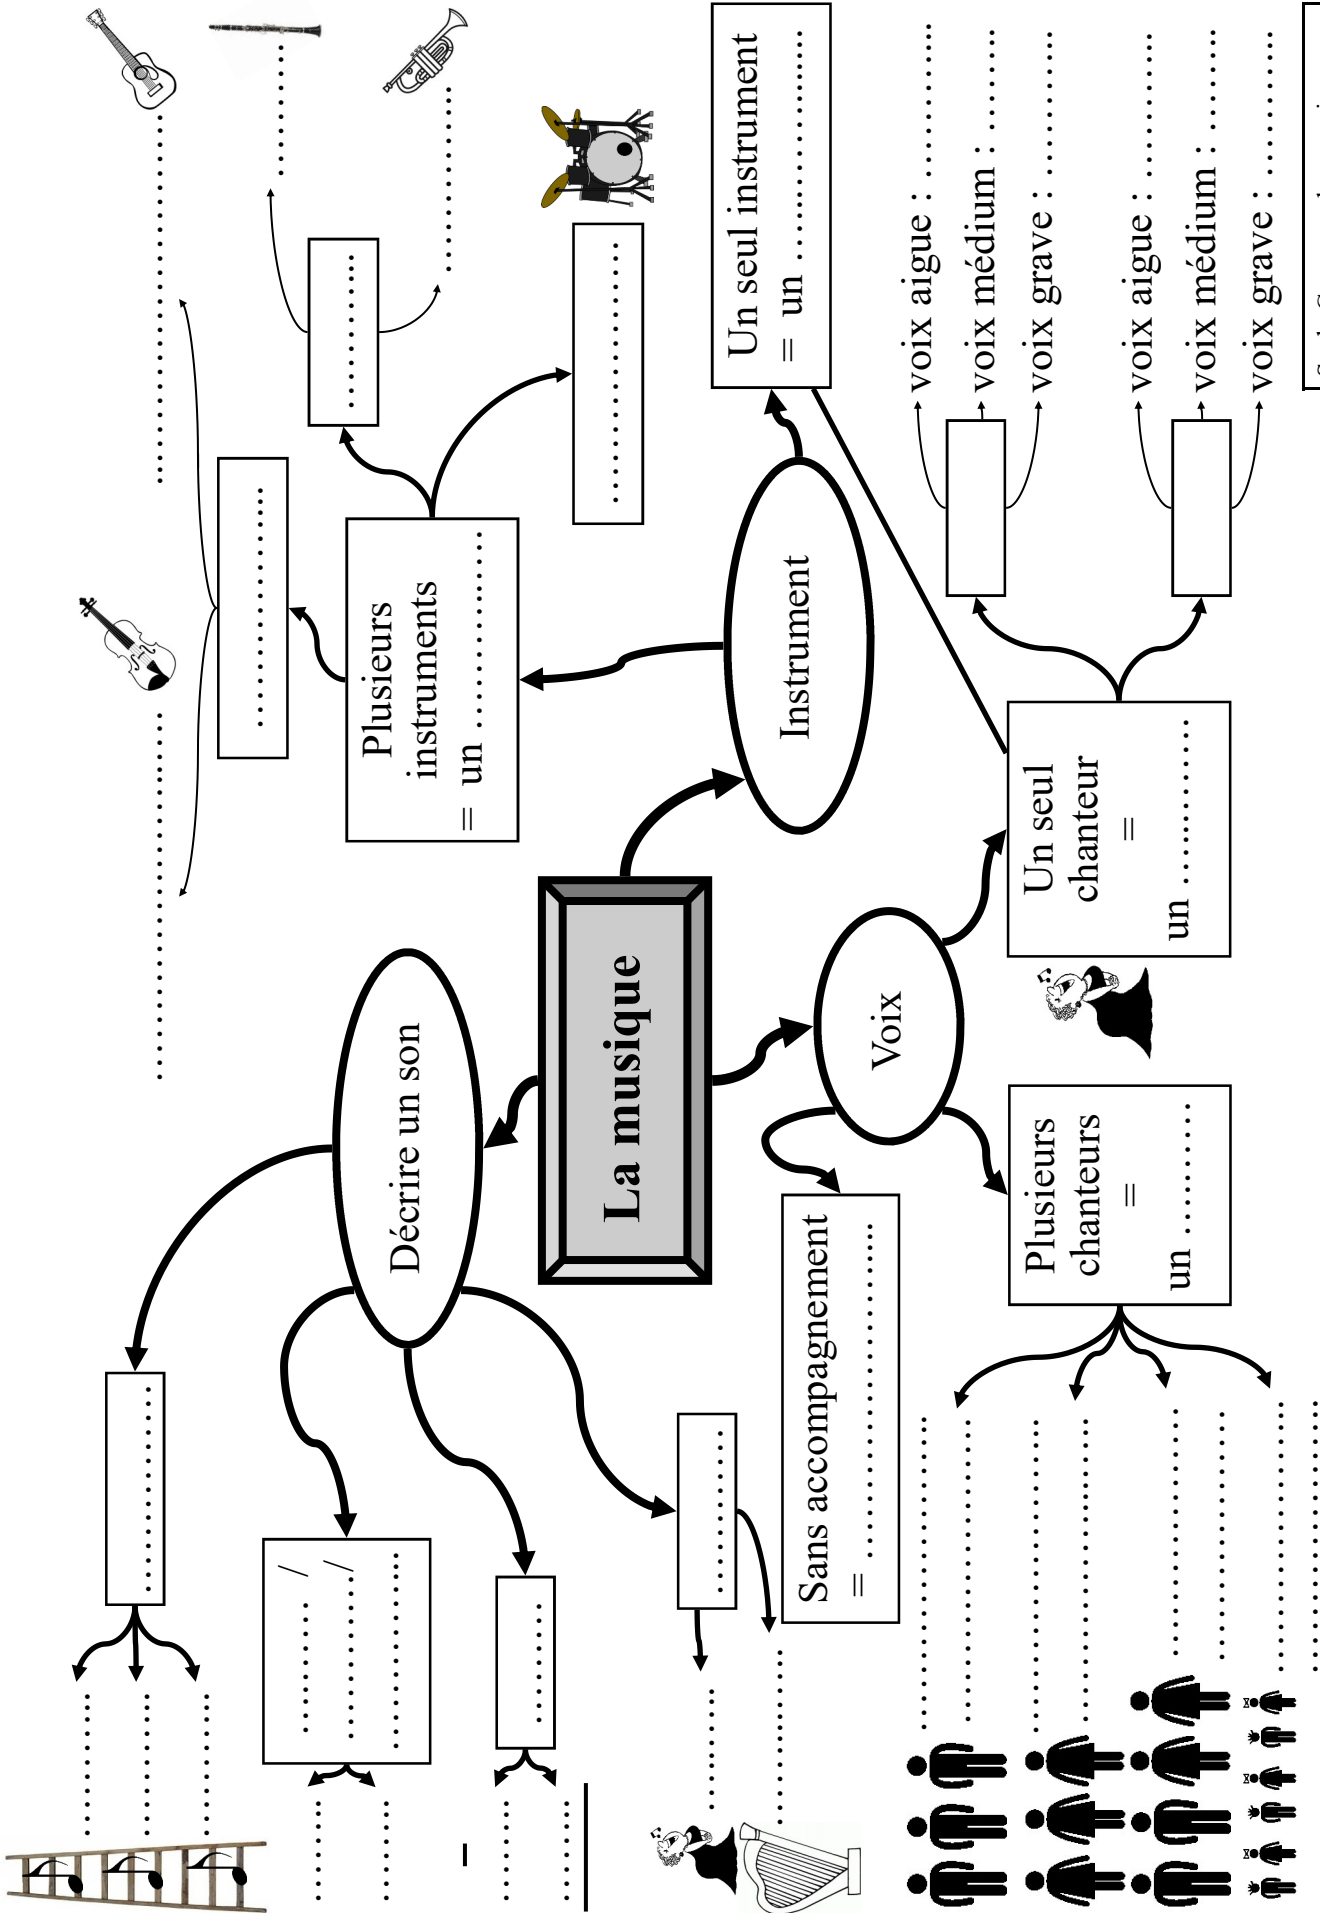 La musique
Décrire un son
..................
............ /
.................. /
..................
............
..................
............
............
............
............
............
............
............
............
............
Instrument
Plusieurs
instruments
= un ..................
..................
..................
..................
............
............
............
..................
Un seul instrument
= un ..................
Voix
Sans accompagnement
= ..............................
Plusieurs
chanteurs
=
un ............
Un seul
chanteur
=
un ..................
voix aigue : ..................
voix médium : ............
voix grave : ..................
voix aigue : ..................
voix médium : ............
voix grave : ..................